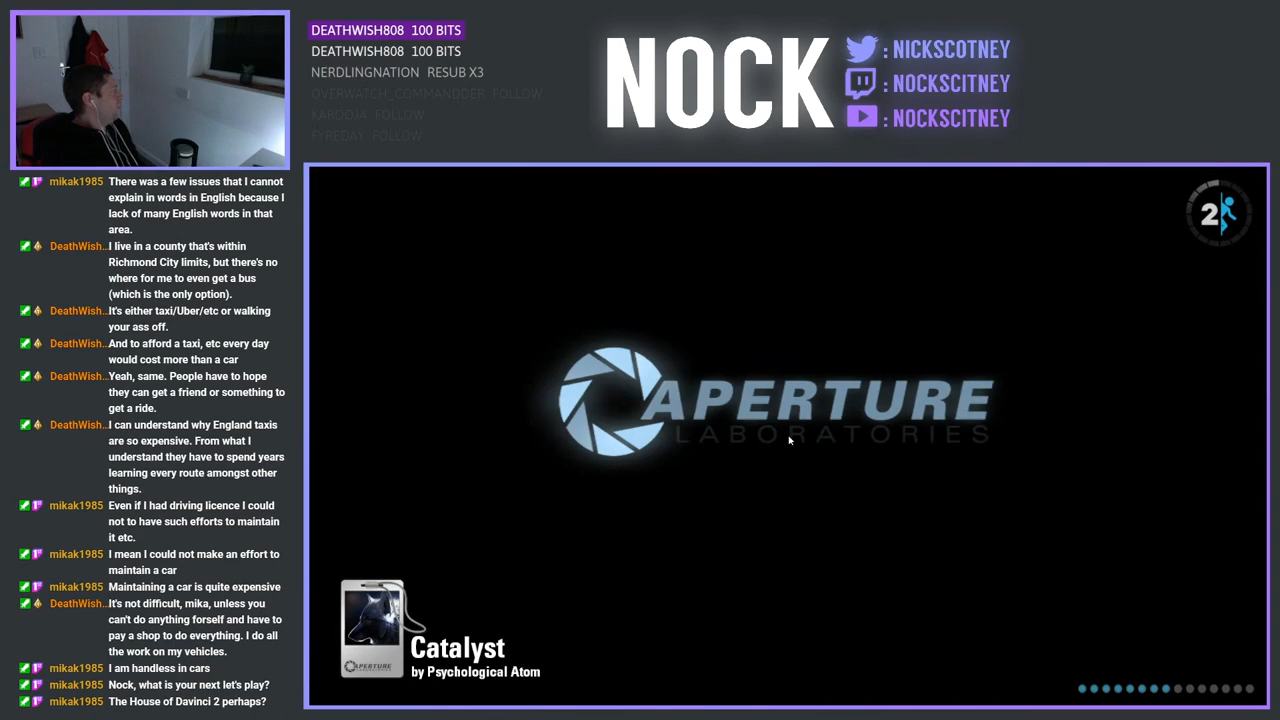 DEATHWISH808 100 BITS
DEATHWISH808 100 BITS
NERDLINGNATION RESUB X3
OVERWATCH_COMMANDDER FOLLOW
KARODJA FOLLOW
FYREDAY FOLLOW
NOCK
: NICKSCOTNEY
: NOCKSCITNEY
: NOCKSCITNEY
mikak1985 There was a few issues that I cannot
explain in words in English because I
lack of many English words in that
area.
DeathWish... I live in a county that's within
Richmond City limits, but there's no
where for me to even get a bus
(which is the only option).
DeathWish... It's either taxi/Uber/etc or walking
your ass off.
DeathWish... And to afford a taxi, etc every day
would cost more than a car
DeathWish... Yeah, same. People have to hope
they can get a friend or something to
get a ride.
DeathWish... I can understand why England taxis
are so expensive. From what I
understand they have to spend years
learning every route amongst other
things.
mikak1985 Even if I had driving licence I could
not to have such efforts to maintain
it etc.
mikak1985 I mean I could not make an effort to
maintain a car
mikak1985 Maintaining a car is quite expensive
DeathWish... It's not difficult, mika, unless you
can't do anything forself and have to
pay a shop to do everything. I do all
the work on my vehicles.
mikak1985 I am handless in cars
mikak1985 Nock, what is your next let's play?
mikak1985 The House of Davinci 2 perhaps?
2
APERTURE
LABORATORIES
APERTURE
Catalyst
by Psychological Atom